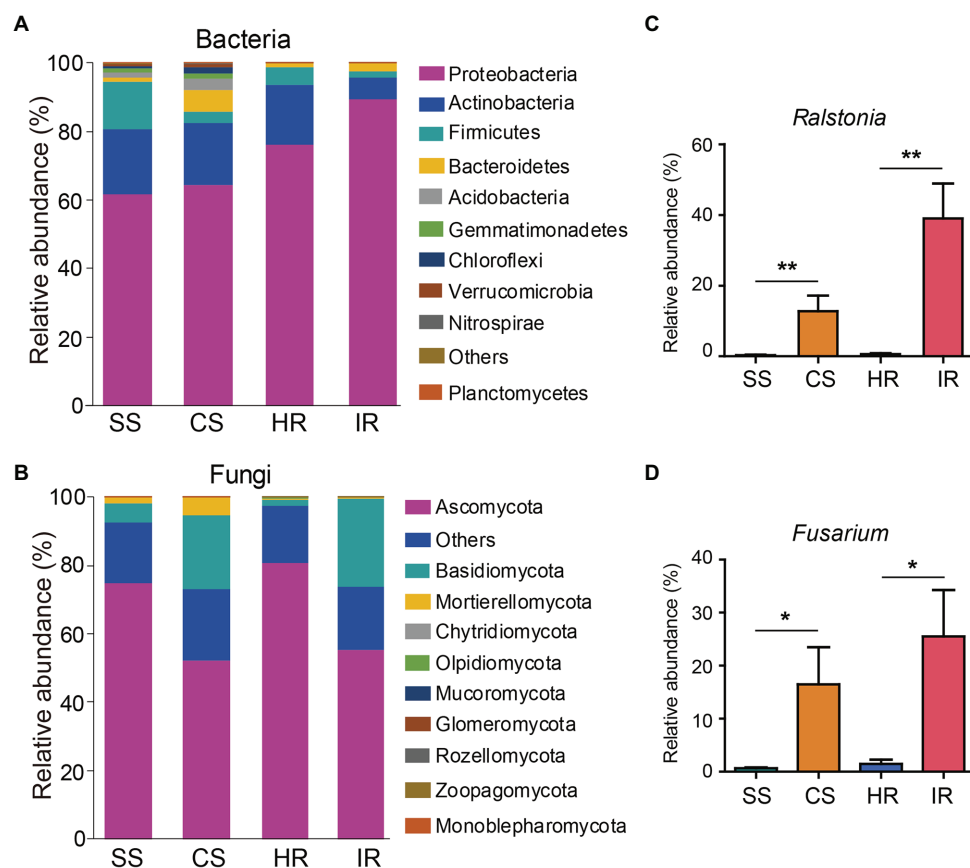 A
Bacteria
Relative abundance (%)
100
80
60
40
20
0
SS CS HR IR
Proteobacteria
Actinobacteria
Firmicutes
Bacteroidetes
Acidobacteria
Gemmatimonadetes
Chloroflexi
Verrucomicrobia
Nitrospirae
Others
Planctomycetes
B
Fungi
Relative abundance (%)
100
80
60
40
20
0
SS CS HR IR
Ascomycota
Others
Basidiomycota
Mortierellomycota
Chytridiomycota
Olpidiomycota
Mucoromycota
Glomeromycota
Rozellomycota
Zoopagomycota
Monoblepharomycota
C
Ralstonia
Relative abundance (%)
60
40
20
0
**
**
SS CS HR IR
D
Fusarium
Relative abundance (%)
40
30
20
10
0
*
*
SS CS HR IR